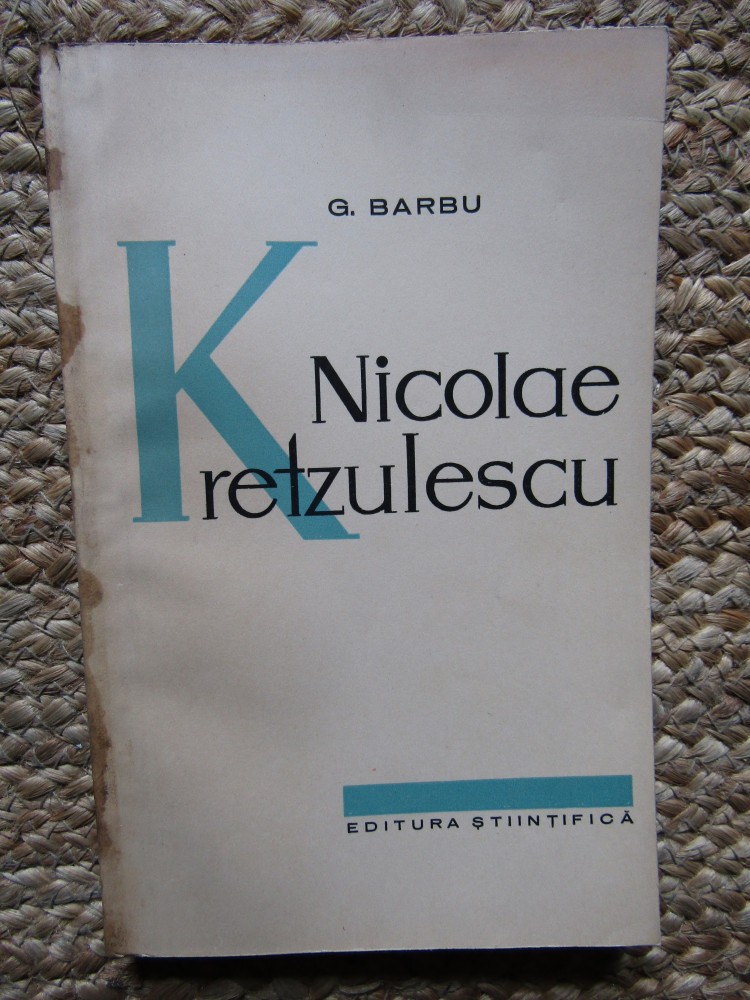 G. BARBU
Nicolae
Kretzulescu
EDITURA ȘTIINȚIFICĂ